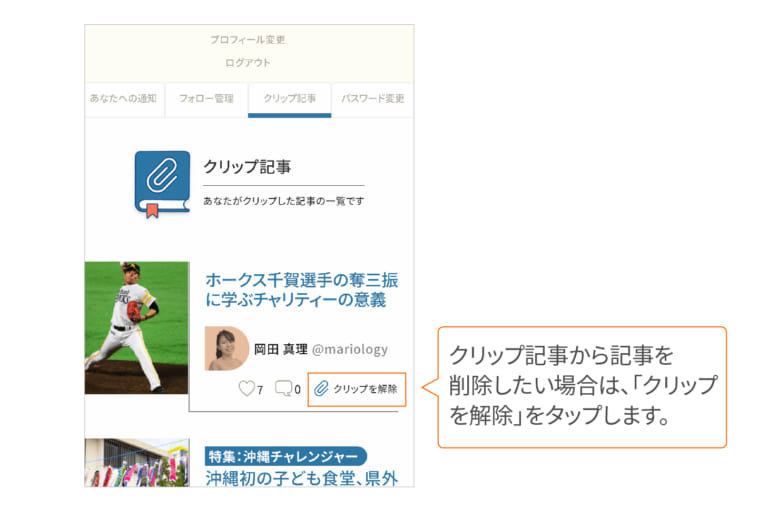 プロフィール変更
ログアウト
あなたへの通知 フォロー管理 クリップ記事 パスワード変更
クリップ記事
あなたがクリップした記事の一覧です
ホークス千賀選手の奪三振
に学ぶチャリティーの意義
岡田 真理 @mariology
7 0 クリップを解除
特集：沖縄チャレンジャー
沖縄初の子ども食堂、県外
クリップ記事から記事を
削除したい場合は、「クリップ
を解除」をタップします。